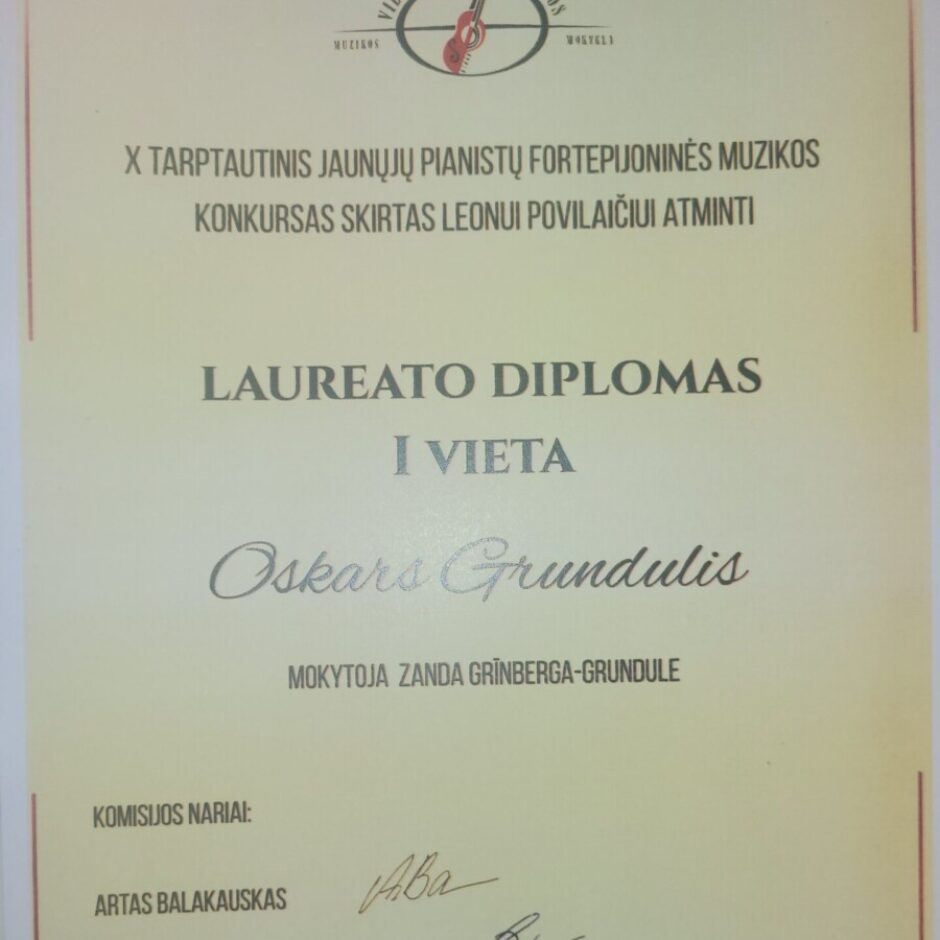 MUZIKOS MOKYKLA
X TARPTAUTINIS JAUNŲJŲ PIANISTŲ FORTEPIJONINĖS MUZIKOS
KONKURSAS SKIRTAS LEONUI POVILAIČIUI ATMINTI
LAUREATO DIPLOMAS
I VIETA
Oskars Grundulis
MOKYTOJA ZANDA GRĪNBERGA-GRUNDULE
KOMISIJOS NARIAI:
ARTAS BALAKAUSKAS